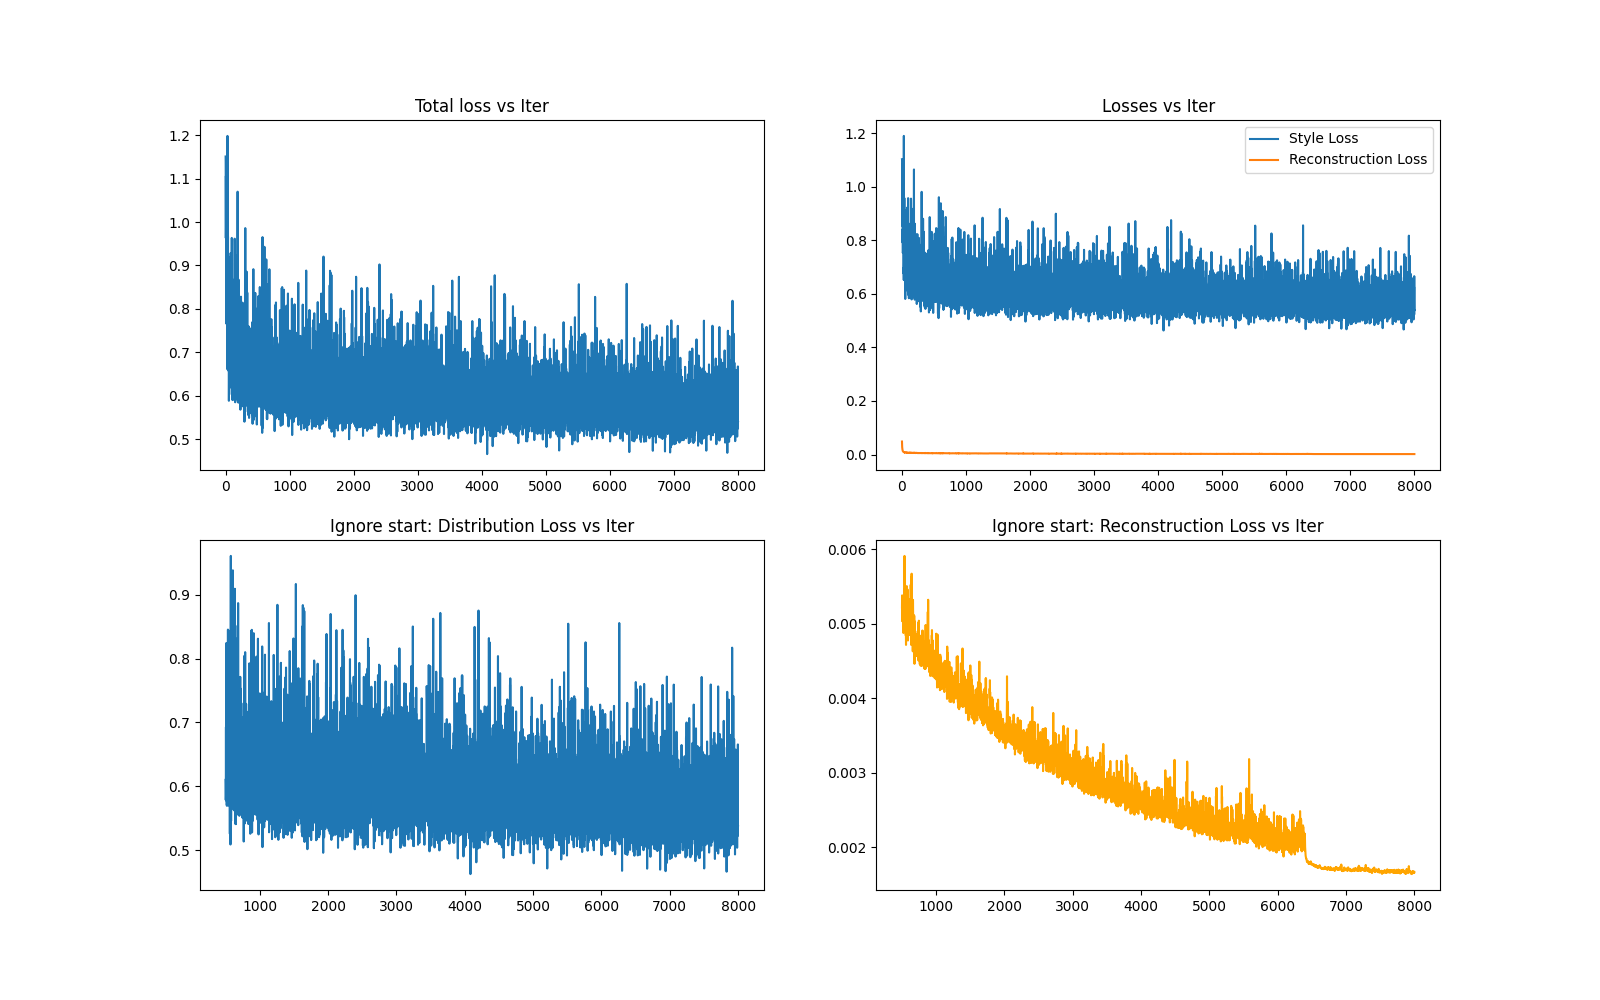 Total loss vs Iter
1.2
1.1
1.0
0.9
0.8
0.7
0.6
0.5
0 1000 2000 3000 4000 5000 6000 7000 8000
Losses vs Iter
Style Loss
Reconstruction Loss
1.2
1.0
0.8
0.6
0.4
0.2
0.0
0 1000 2000 3000 4000 5000 6000 7000 8000
Ignore start: Distribution Loss vs Iter
0.9
0.8
0.7
0.6
0.5
1000 2000 3000 4000 5000 6000 7000 8000
Ignore start: Reconstruction Loss vs Iter
0.006
0.005
0.004
0.003
0.002
1000 2000 3000 4000 5000 6000 7000 8000